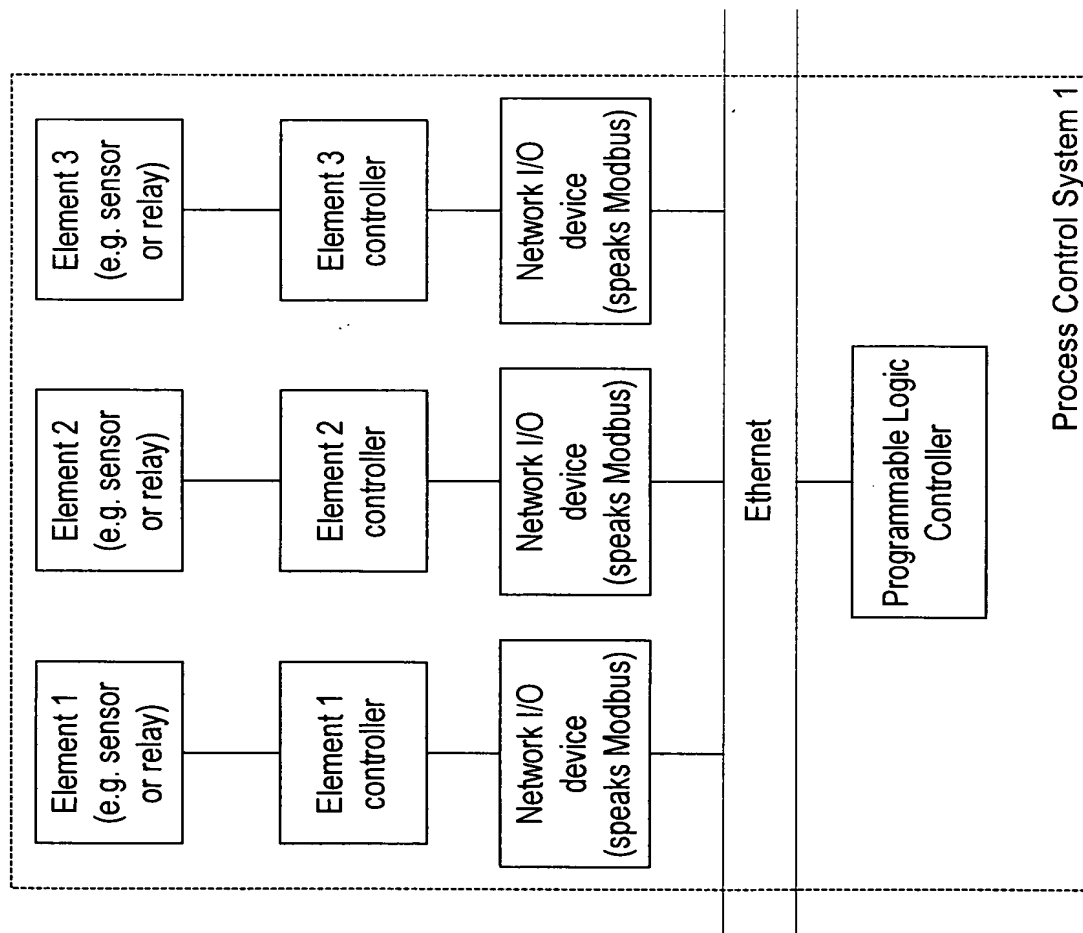 Element 1
(e.g. sensor
or relay)
Element 2
(e.g. sensor
or relay)
Element 3
(e.g. sensor
or relay)
Element 1
controller
Element 2
controller
Element 3
controller
Network I/O
device
(speaks Modbus)
Network I/O
device
(speaks Modbus)
Network I/O
device
(speaks Modbus)
Ethernet
Programmable Logic
Controller
Process Control System 1